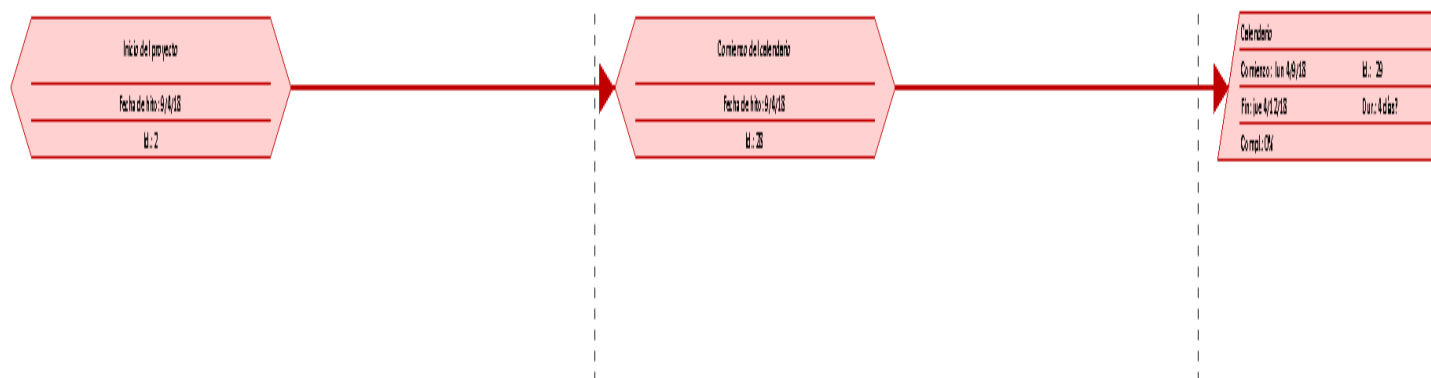 Inicio del proyecto
Fecha de hito: 9/4/18
Id.: 2
Comienzo del calendario
Fecha de hito: 9/4/18
Id.: 28
Calendario
Comienzo: lun 4/9/18 Id.: 29
Fin: jue 4/12/18 Dur.: 4 días?
Compl.: 0%